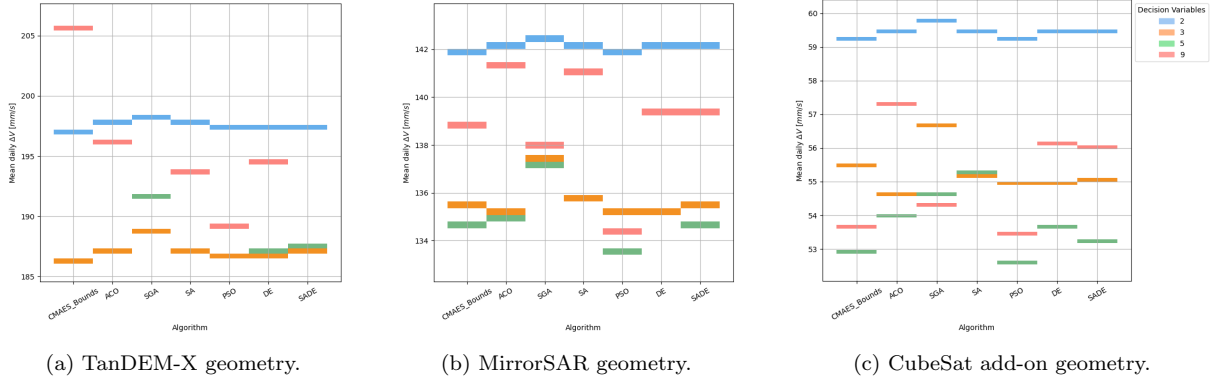 205
200
195
190
185
Mean daily ΔV [mm/s]
CMAES_Bounds
ACO
SGA
SA
PSO
DE
SADE
Algorithm
(a) TanDEM-X geometry.
142
140
138
136
134
Mean daily ΔV [mm/s]
CMAES_Bounds
ACO
SGA
SA
PSO
DE
SADE
Algorithm
(b) MirrorSAR geometry.
60
59
58
57
56
55
54
53
Mean daily ΔV [mm/s]
CMAES_Bounds
ACO
SGA
SA
PSO
DE
SADE
Algorithm
Decision Variables
2
3
5
9
(c) CubeSat add-on geometry.